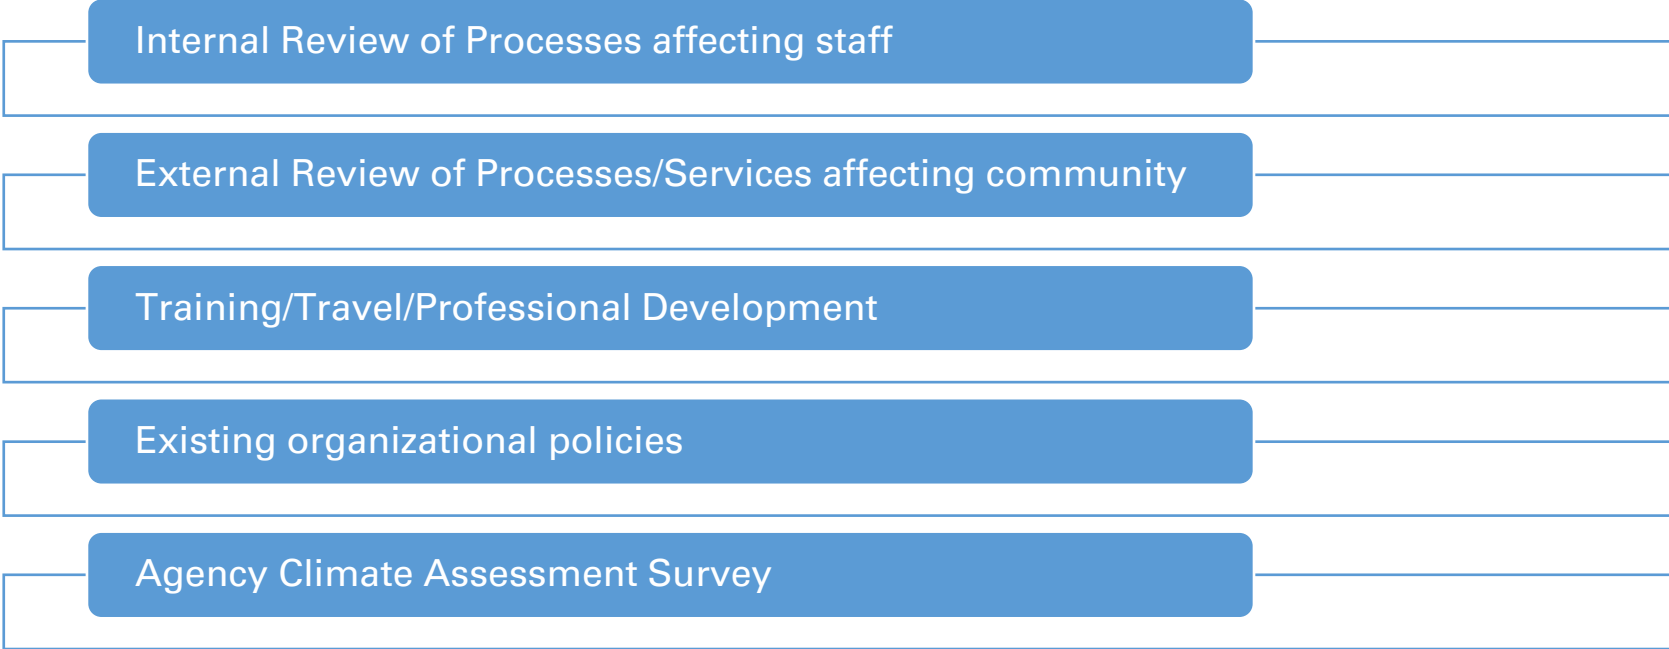 Internal Review of Processes affecting staff
External Review of Processes/Services affecting community
Training/Travel/Professional Development
Existing organizational policies
Agency Climate Assessment Survey